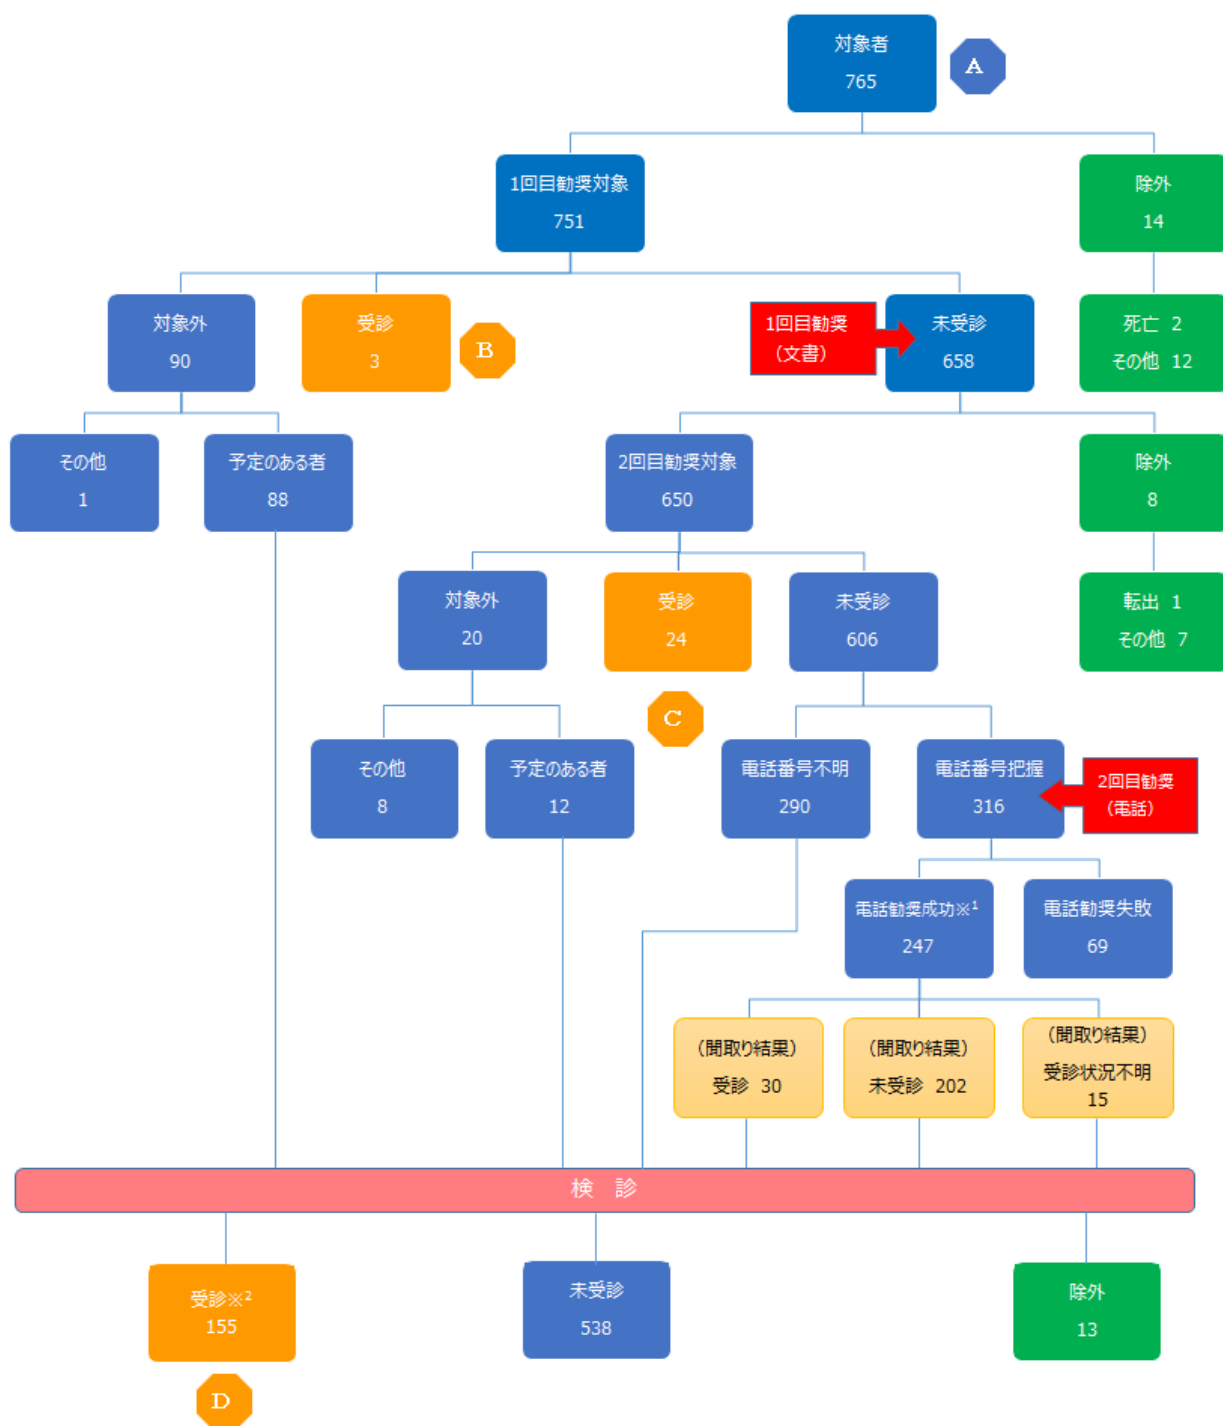 対象者
765
A
1回目勧奨対象
751
除外
14
対象外
90
受診
3
B
1回目勧奨
（文書）
未受診
658
死亡 2
その他 12
その他
1
予定のある者
88
2回目勧奨対象
650
除外
8
対象外
20
受診
24
未受診
606
転出 1
その他 7
C
その他
8
予定のある者
12
電話番号不明
290
電話番号把握
316
2回目勧奨
（電話）
電話勧奨成功※1
247
電話勧奨失敗
69
（聞取り結果）
受診 30
（聞取り結果）
未受診 202
（聞取り結果）
受診状況不明
15
検 診
受診※2
155
未受診
538
除外
13
D